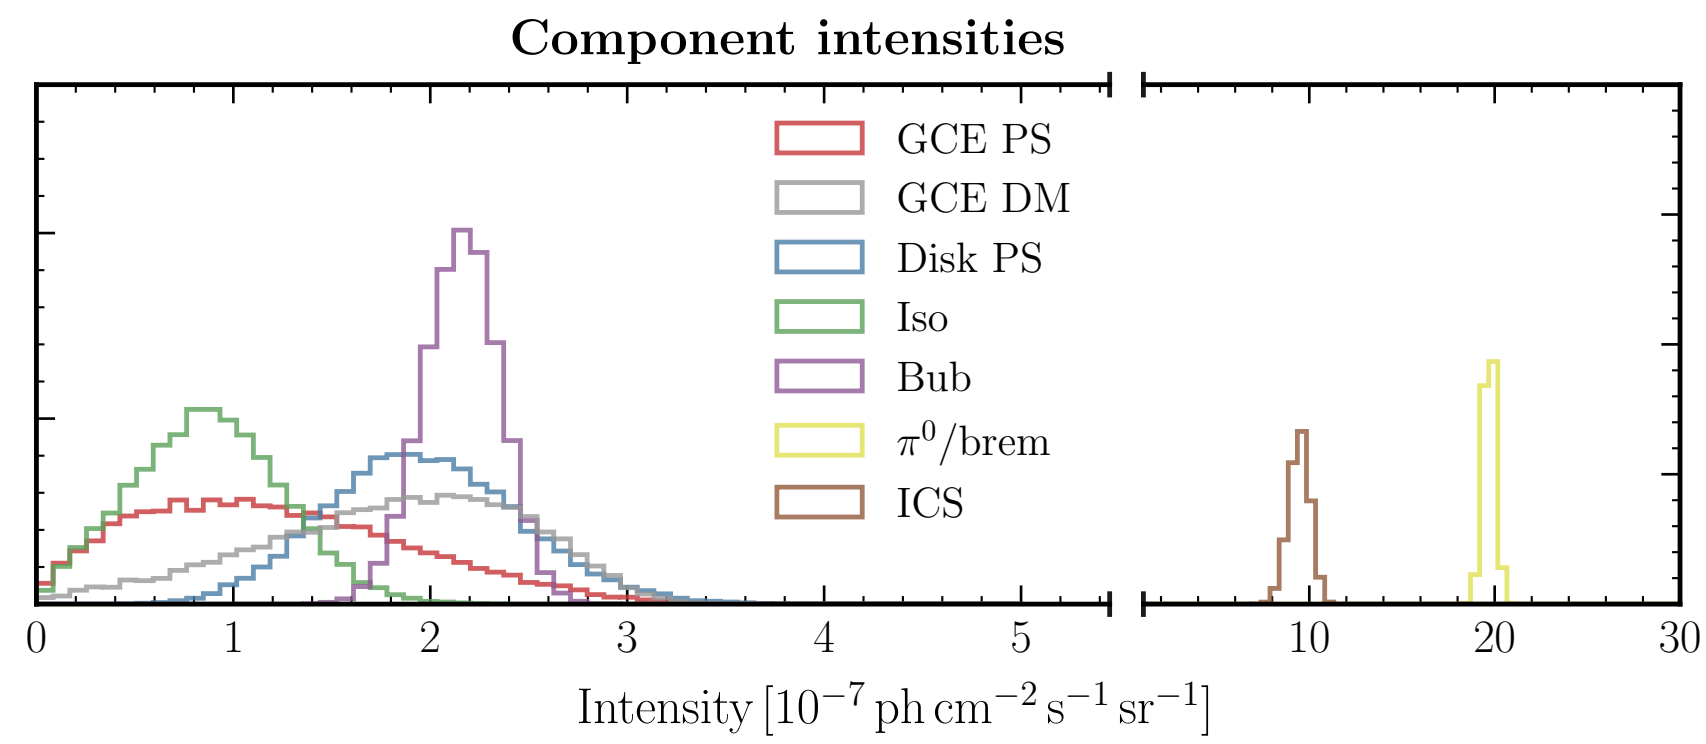 Component intensities
GCE PS
GCE DM
Disk PS
Iso
Bub
π⁰/brem
ICS
0 1 2 3 4 5 10 20 30
Intensity [10⁻⁷ ph cm⁻² s⁻¹ sr⁻¹]